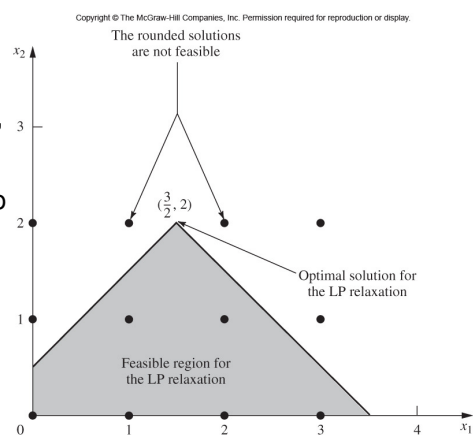 Copyright © The McGraw-Hill Companies, Inc. Permission required for reproduction or display.
The rounded solutions
are not feasible
x₂
3
(3/2, 2)
2
Optimal solution for
the LP relaxation
1
Feasible region for
the LP relaxation
0 1 2 3 4 x₁